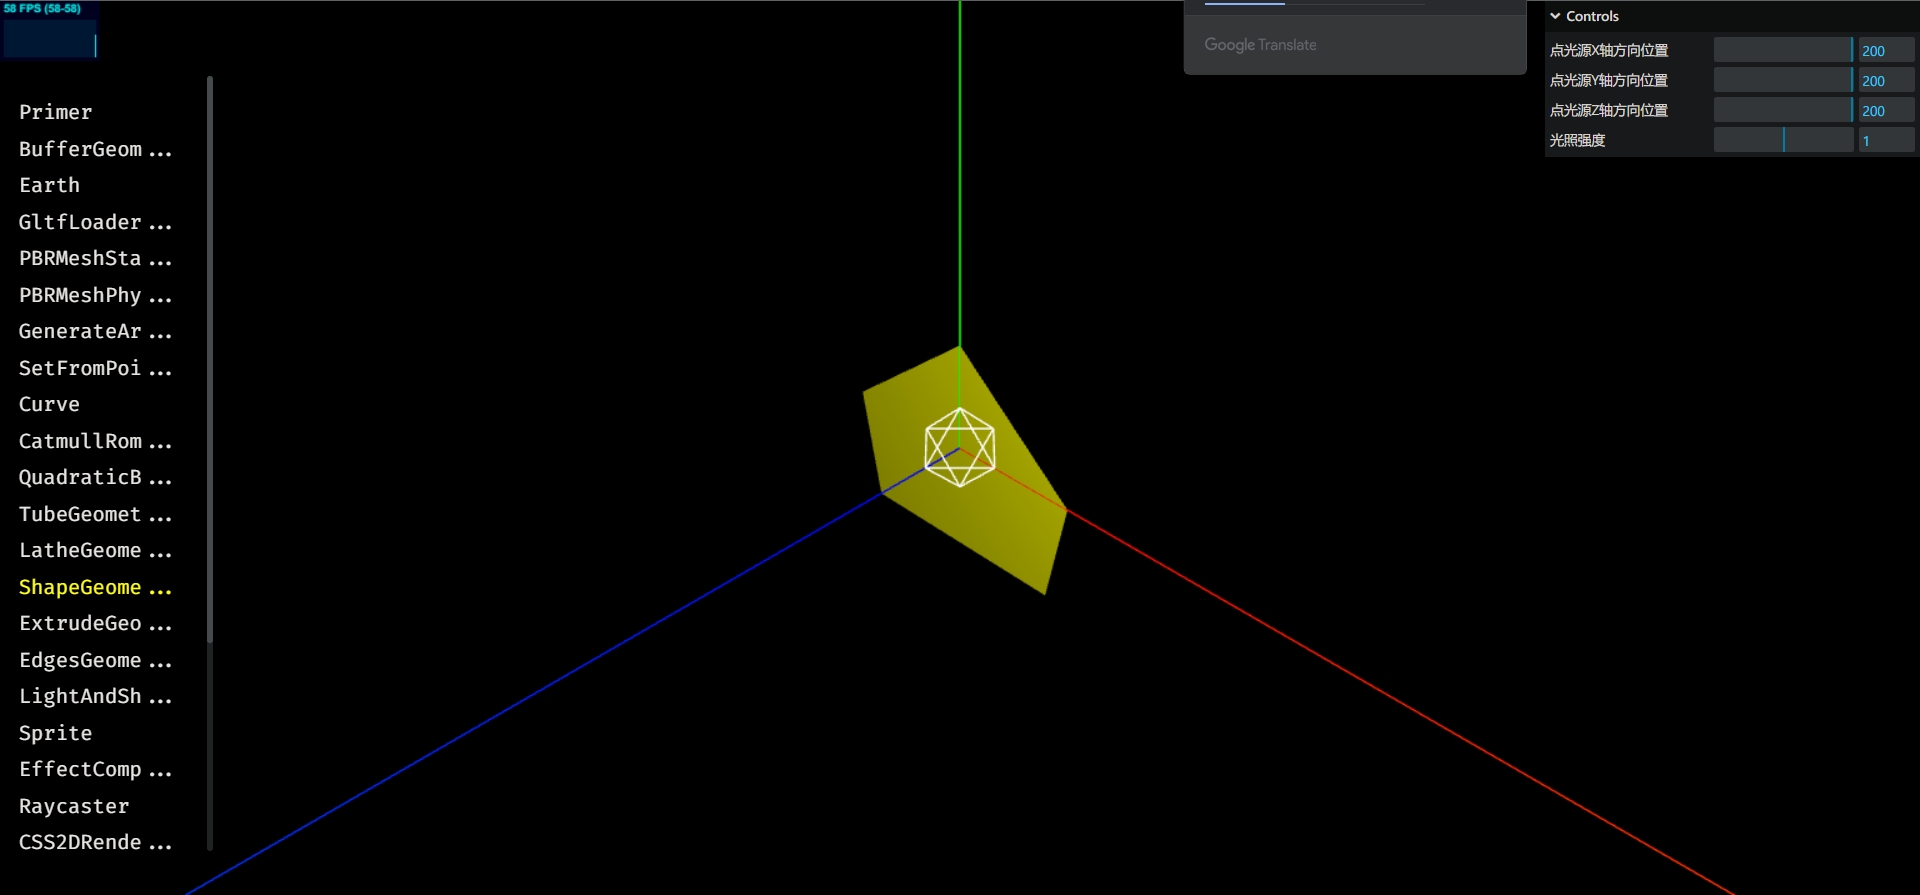 58 FPS (58-58)
Primer
BufferGeom ...
Earth
GltfLoader ...
PBRMeshSta ...
PBRMeshPhy ...
GenerateAr ...
SetFromPoi ...
Curve
CatmullRom ...
QuadraticB ...
TubeGeomet ...
LatheGeome ...
ShapeGeome ...
ExtrudeGeo ...
EdgesGeome ...
LightAndSh ...
Sprite
EffectComp ...
Raycaster
CSS2DRende ...
Google Translate
Controls
点光源X轴方向位置 200
点光源Y轴方向位置 200
点光源Z轴方向位置 200
光照强度 1